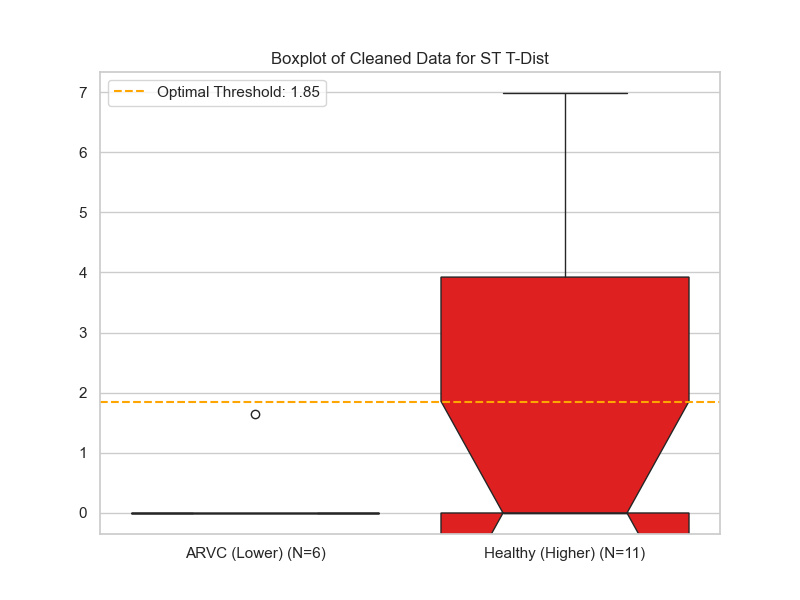 Boxplot of Cleaned Data for ST T-Dist
Optimal Threshold: 1.85
7
6
5
4
3
2
1
0
ARVC (Lower) (N=6)
Healthy (Higher) (N=11)